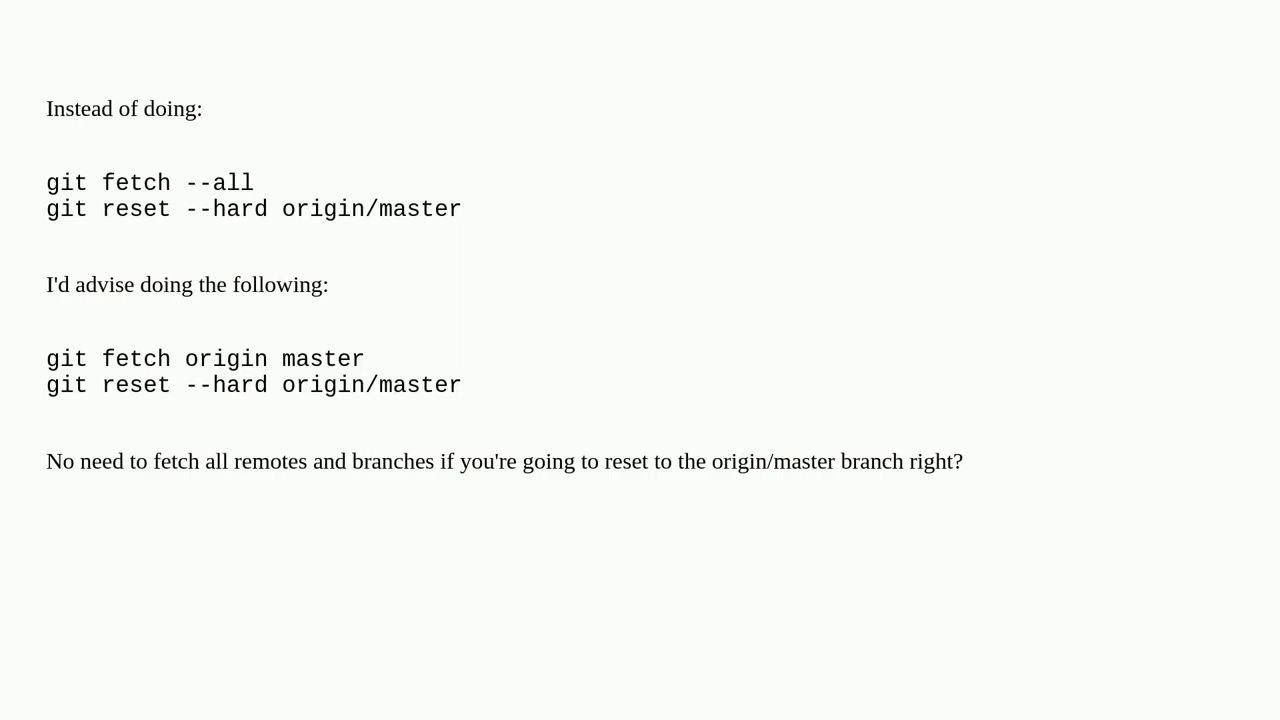 Instead of doing:
git fetch --all
git reset --hard origin/master
I'd advise doing the following:
git fetch origin master
git reset --hard origin/master
No need to fetch all remotes and branches if you're going to reset to the origin/master branch right?